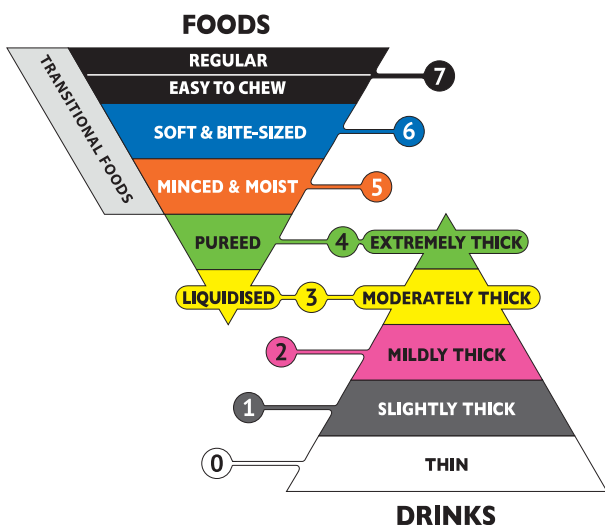 FOODS
REGULAR
7
EASY TO CHEW
TRANSITIONAL FOODS
SOFT & BITE-SIZED
6
MINCED & MOIST
5
PUREED
4
EXTREMELY THICK
LIQUIDISED
3
MODERATELY THICK
2
MILDLY THICK
1
SLIGHTLY THICK
0
THIN
DRINKS